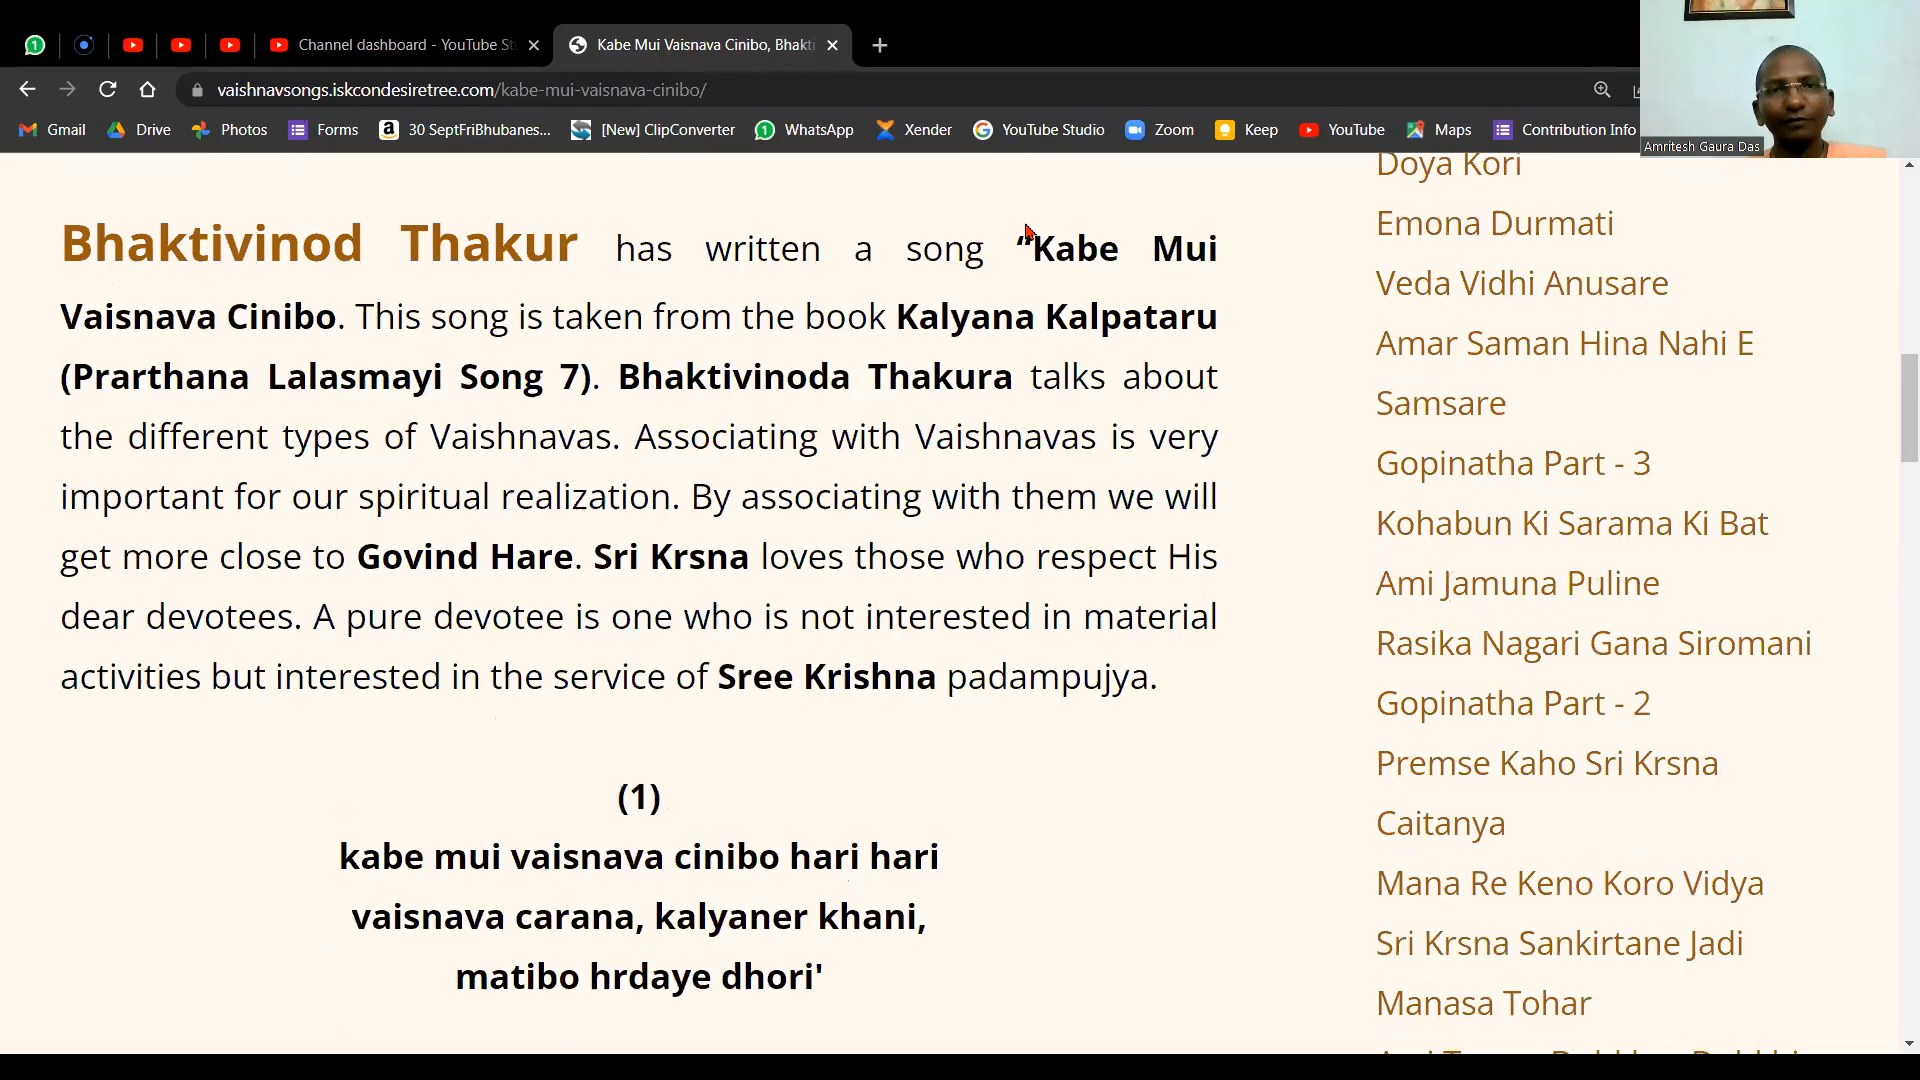 Channel dashboard - YouTube St
Kabe Mui Vaisnava Cinibo, Bhakti
vaishnavsongs.iskcondesiretree.com/kabe-mui-vaisnava-cinibo/
Gmail Drive Photos Forms 30 SeptFriBhubanes... [New] ClipConverter WhatsApp Xender YouTube Studio Zoom Keep YouTube Maps Contribution Info
Amritesh Gaura Das
Bhaktivinod Thakur has written a song “Kabe Mui
Vaisnava Cinibo. This song is taken from the book Kalyana Kalpataru
(Prarthana Lalasmayi Song 7). Bhaktivinoda Thakura talks about
the different types of Vaishnavas. Associating with Vaishnavas is very
important for our spiritual realization. By associating with them we will
get more close to Govind Hare. Sri Krsna loves those who respect His
dear devotees. A pure devotee is one who is not interested in material
activities but interested in the service of Sree Krishna padampujya.
(1)
kabe mui vaisnava cinibo hari hari
vaisnava carana, kalyaner khani,
matibo hrdaye dhori'
Doya Kori
Emona Durmati
Veda Vidhi Anusare
Amar Saman Hina Nahi E
Samsare
Gopinatha Part - 3
Kohabun Ki Sarama Ki Bat
Ami Jamuna Puline
Rasika Nagari Gana Siromani
Gopinatha Part - 2
Premse Kaho Sri Krsna
Caitanya
Mana Re Keno Koro Vidya
Sri Krsna Sankirtane Jadi
Manasa Tohar